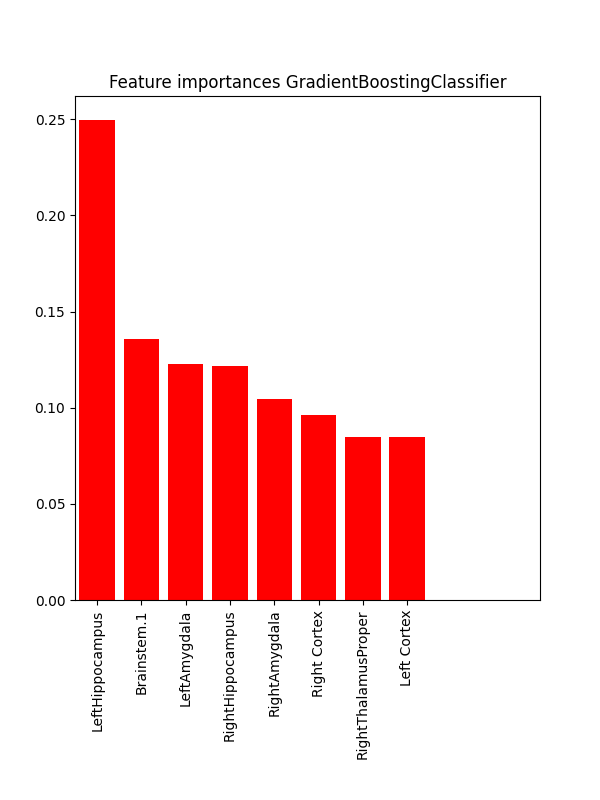 Feature importances GradientBoostingClassifier
0.25
0.20
0.15
0.10
0.05
0.00
LeftHippocampus
Brainstem.1
LeftAmygdala
RightHippocampus
RightAmygdala
Right Cortex
RightThalamusProper
Left Cortex